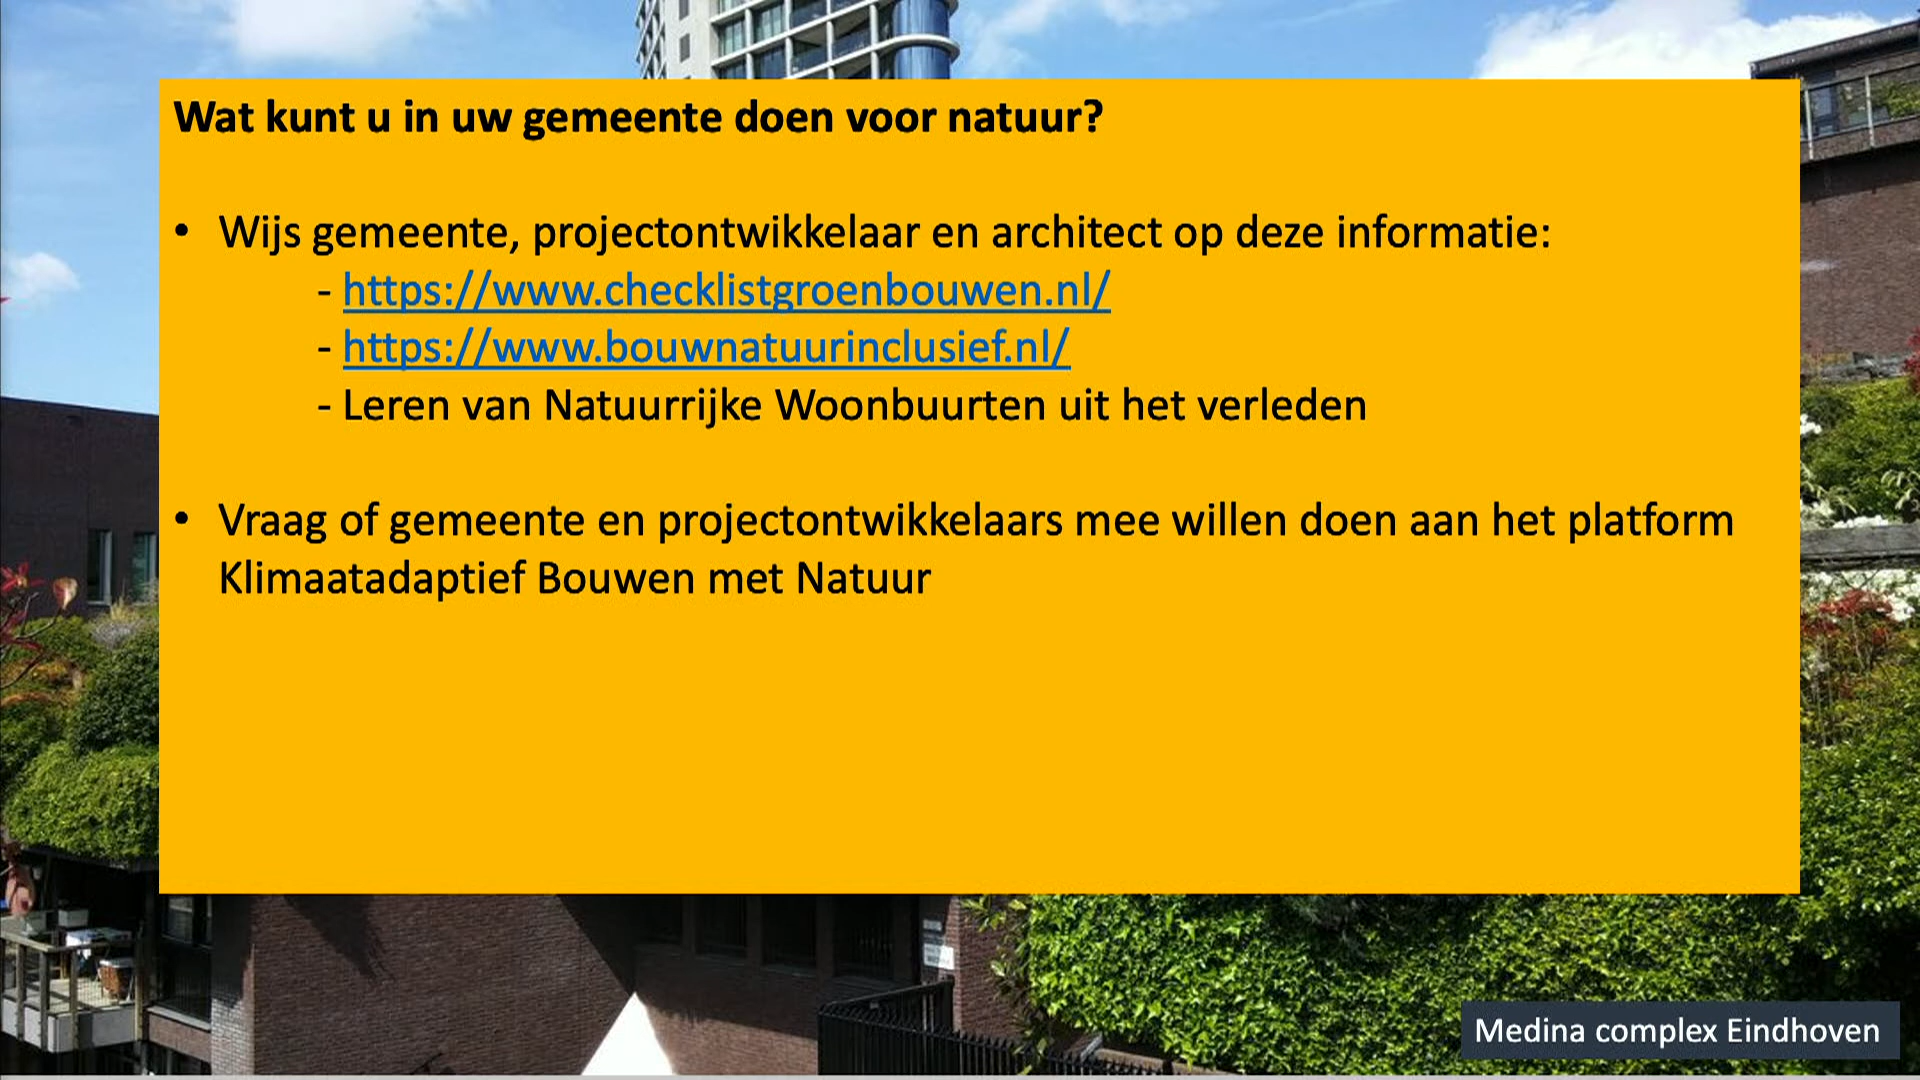 Wat kunt u in uw gemeente doen voor natuur?
• Wijs gemeente, projectontwikkelaar en architect op deze informatie:
- https://www.checklistgroenbouwen.nl/
- https://www.bouwnatuurinclusief.nl/
- Leren van Natuurrijke Woonbuurten uit het verleden
• Vraag of gemeente en projectontwikkelaars mee willen doen aan het platform
Klimaatadaptief Bouwen met Natuur
Medina complex Eindhoven